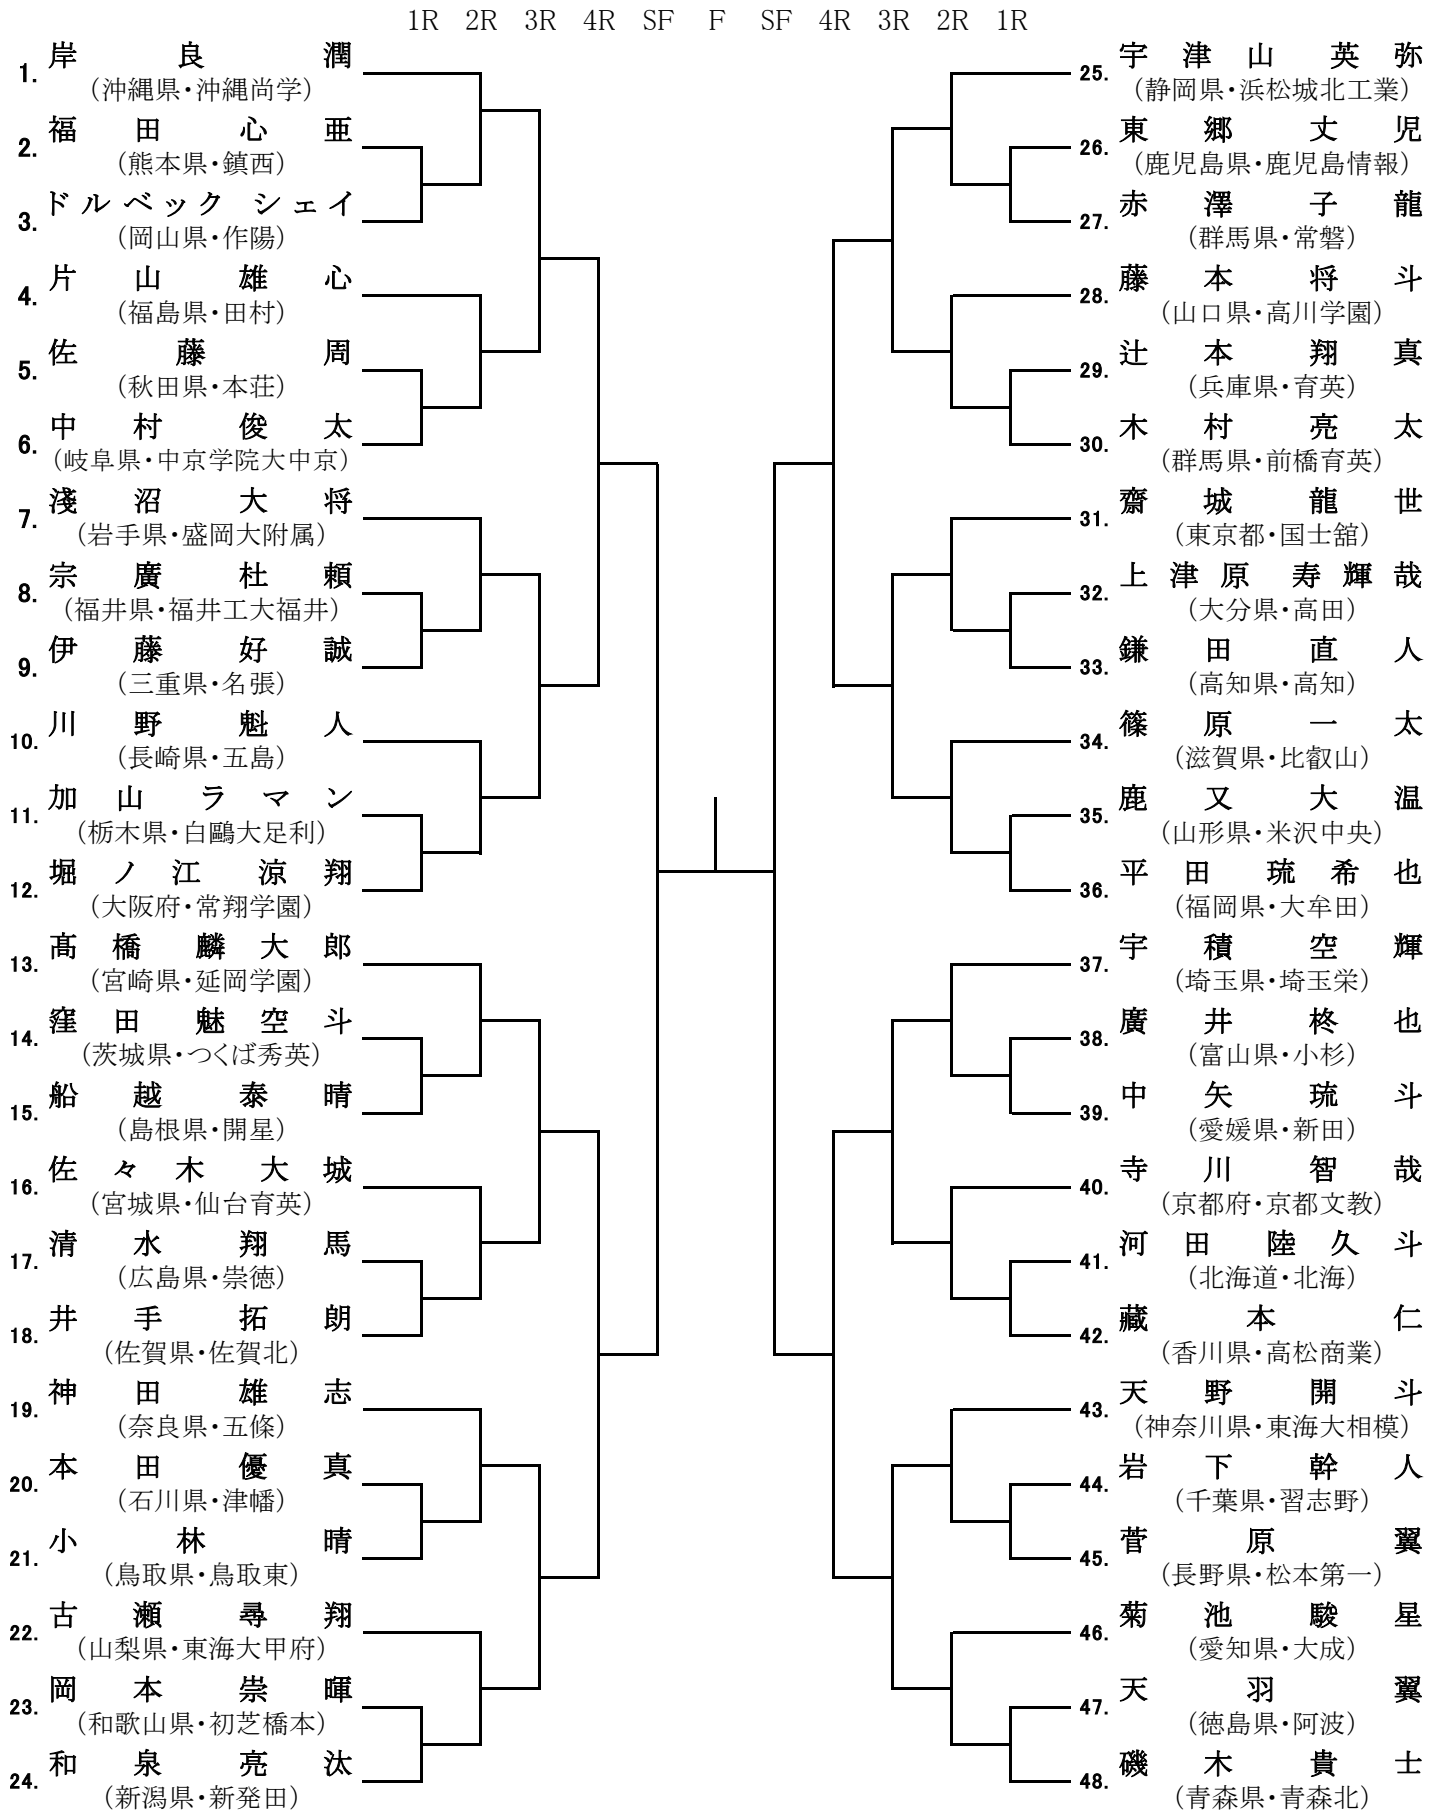 1R 2R 3R 4R SF F SF 4R 3R 2R 1R
1. 岸良潤
(沖縄県・沖縄尚学)
2. 福田心亜
(熊本県・鎮西)
3. ドルベック シェイ
(岡山県・作陽)
4. 片山雄心
(福島県・田村)
5. 佐藤周
(秋田県・本荘)
6. 中村俊太
(岐阜県・中京学院大中京)
7. 淺沼大将
(岩手県・盛岡大附属)
8. 宗廣杜頼
(福井県・福井工大福井)
9. 伊藤好誠
(三重県・名張)
10. 川野魁人
(長崎県・五島)
11. 加山ラマン
(栃木県・白鷗大足利)
12. 堀ノ江涼翔
(大阪府・常翔学園)
13. 髙橋麟大郎
(宮崎県・延岡学園)
14. 窪田魅空斗
(茨城県・つくば秀英)
15. 船越泰晴
(島根県・開星)
16. 佐々木大城
(宮城県・仙台育英)
17. 清水翔馬
(広島県・崇徳)
18. 井手拓朗
(佐賀県・佐賀北)
19. 神田雄志
(奈良県・五條)
20. 本田優真
(石川県・津幡)
21. 小林晴
(鳥取県・鳥取東)
22. 古瀬尋翔
(山梨県・東海大甲府)
23. 岡本崇暉
(和歌山県・初芝橋本)
24. 和泉亮汰
(新潟県・新発田)
25. 宇津山英弥
(静岡県・浜松城北工業)
26. 東郷丈児
(鹿児島県・鹿児島情報)
27. 赤澤子龍
(群馬県・常磐)
28. 藤本将斗
(山口県・高川学園)
29. 辻本翔真
(兵庫県・育英)
30. 木村亮太
(群馬県・前橋育英)
31. 齋城龍世
(東京都・国士舘)
32. 上津原寿輝哉
(大分県・高田)
33. 鎌田直人
(高知県・高知)
34. 篠原一太
(滋賀県・比叡山)
35. 鹿又大温
(山形県・米沢中央)
36. 平田琉希也
(福岡県・大牟田)
37. 宇積空輝
(埼玉県・埼玉栄)
38. 廣井柊也
(富山県・小杉)
39. 中矢琉斗
(愛媛県・新田)
40. 寺川智哉
(京都府・京都文教)
41. 河田陸久斗
(北海道・北海)
42. 藏本仁
(香川県・高松商業)
43. 天野開斗
(神奈川県・東海大相模)
44. 岩下幹人
(千葉県・習志野)
45. 菅原翼
(長野県・松本第一)
46. 菊池駿星
(愛知県・大成)
47. 天羽翼
(徳島県・阿波)
48. 磯木貴士
(青森県・青森北)